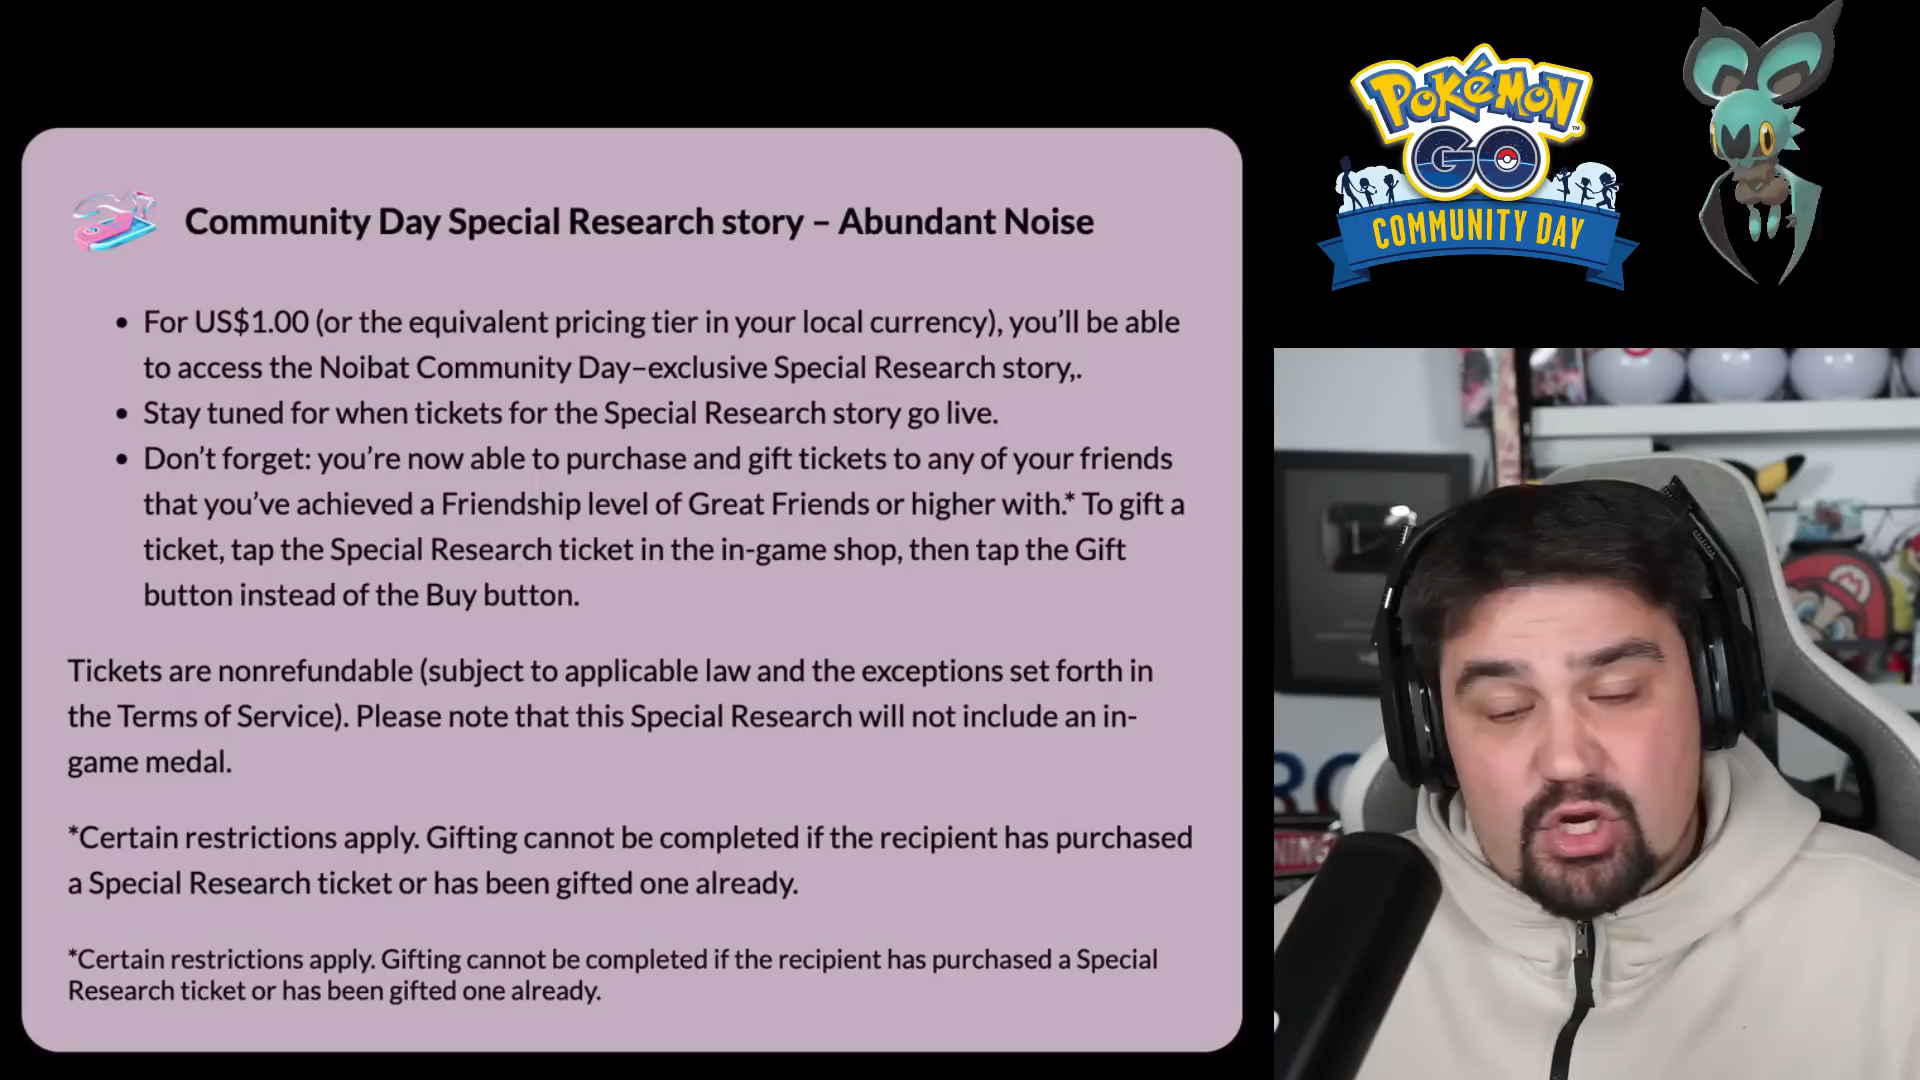 POKÉMON
GO
COMMUNITY DAY
Community Day Special Research story – Abundant Noise
• For US$1.00 (or the equivalent pricing tier in your local currency), you’ll be able
to access the Noibat Community Day–exclusive Special Research story,.
• Stay tuned for when tickets for the Special Research story go live.
• Don’t forget: you’re now able to purchase and gift tickets to any of your friends
that you’ve achieved a Friendship level of Great Friends or higher with.* To gift a
ticket, tap the Special Research ticket in the in-game shop, then tap the Gift
button instead of the Buy button.
Tickets are nonrefundable (subject to applicable law and the exceptions set forth in
the Terms of Service). Please note that this Special Research will not include an in-
game medal.
*Certain restrictions apply. Gifting cannot be completed if the recipient has purchased
a Special Research ticket or has been gifted one already.
*Certain restrictions apply. Gifting cannot be completed if the recipient has purchased a Special
Research ticket or has been gifted one already.